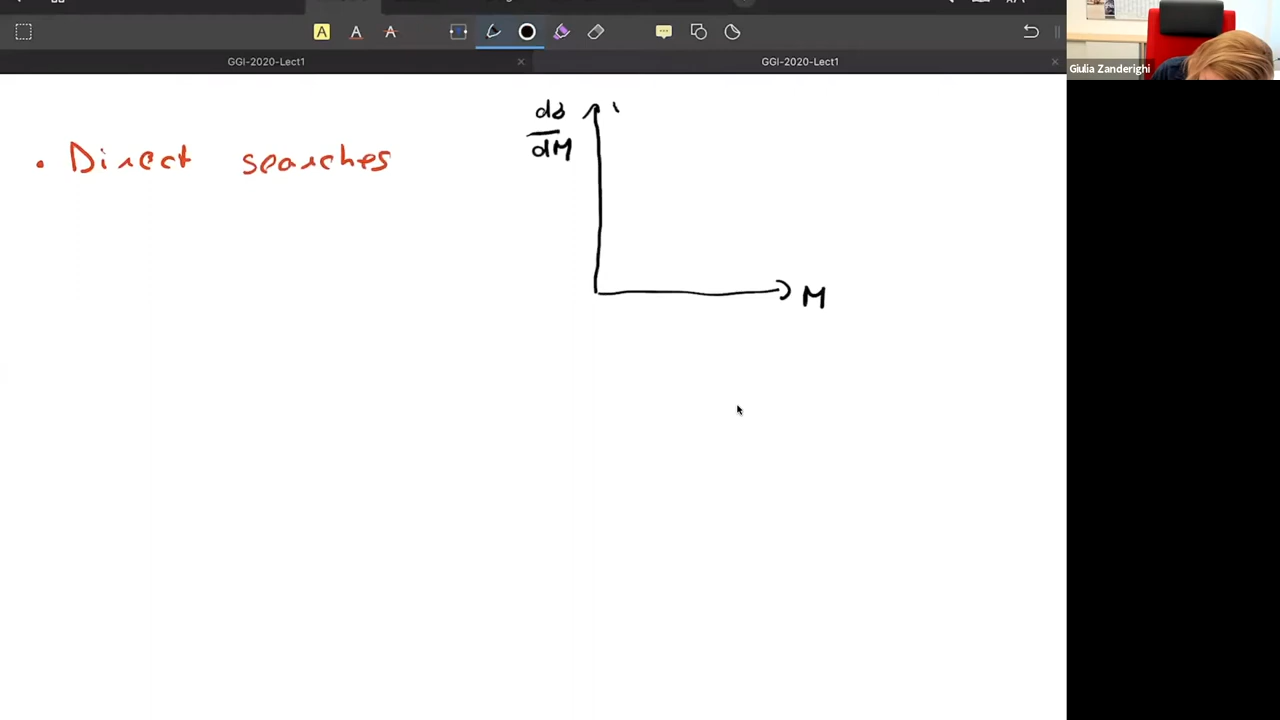 GGI-2020-Lect1
GGI-2020-Lect1
Giulia Zanderighi
• Direct searches
dσ
dM
M